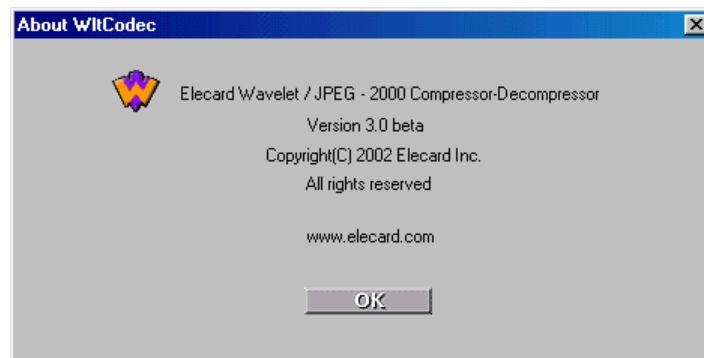 About WltCodec
Elecard Wavelet / JPEG - 2000 Compressor-Decompressor
Version 3.0 beta
Copyright(C) 2002 Elecard Inc.
All rights reserved
www.elecard.com
OK